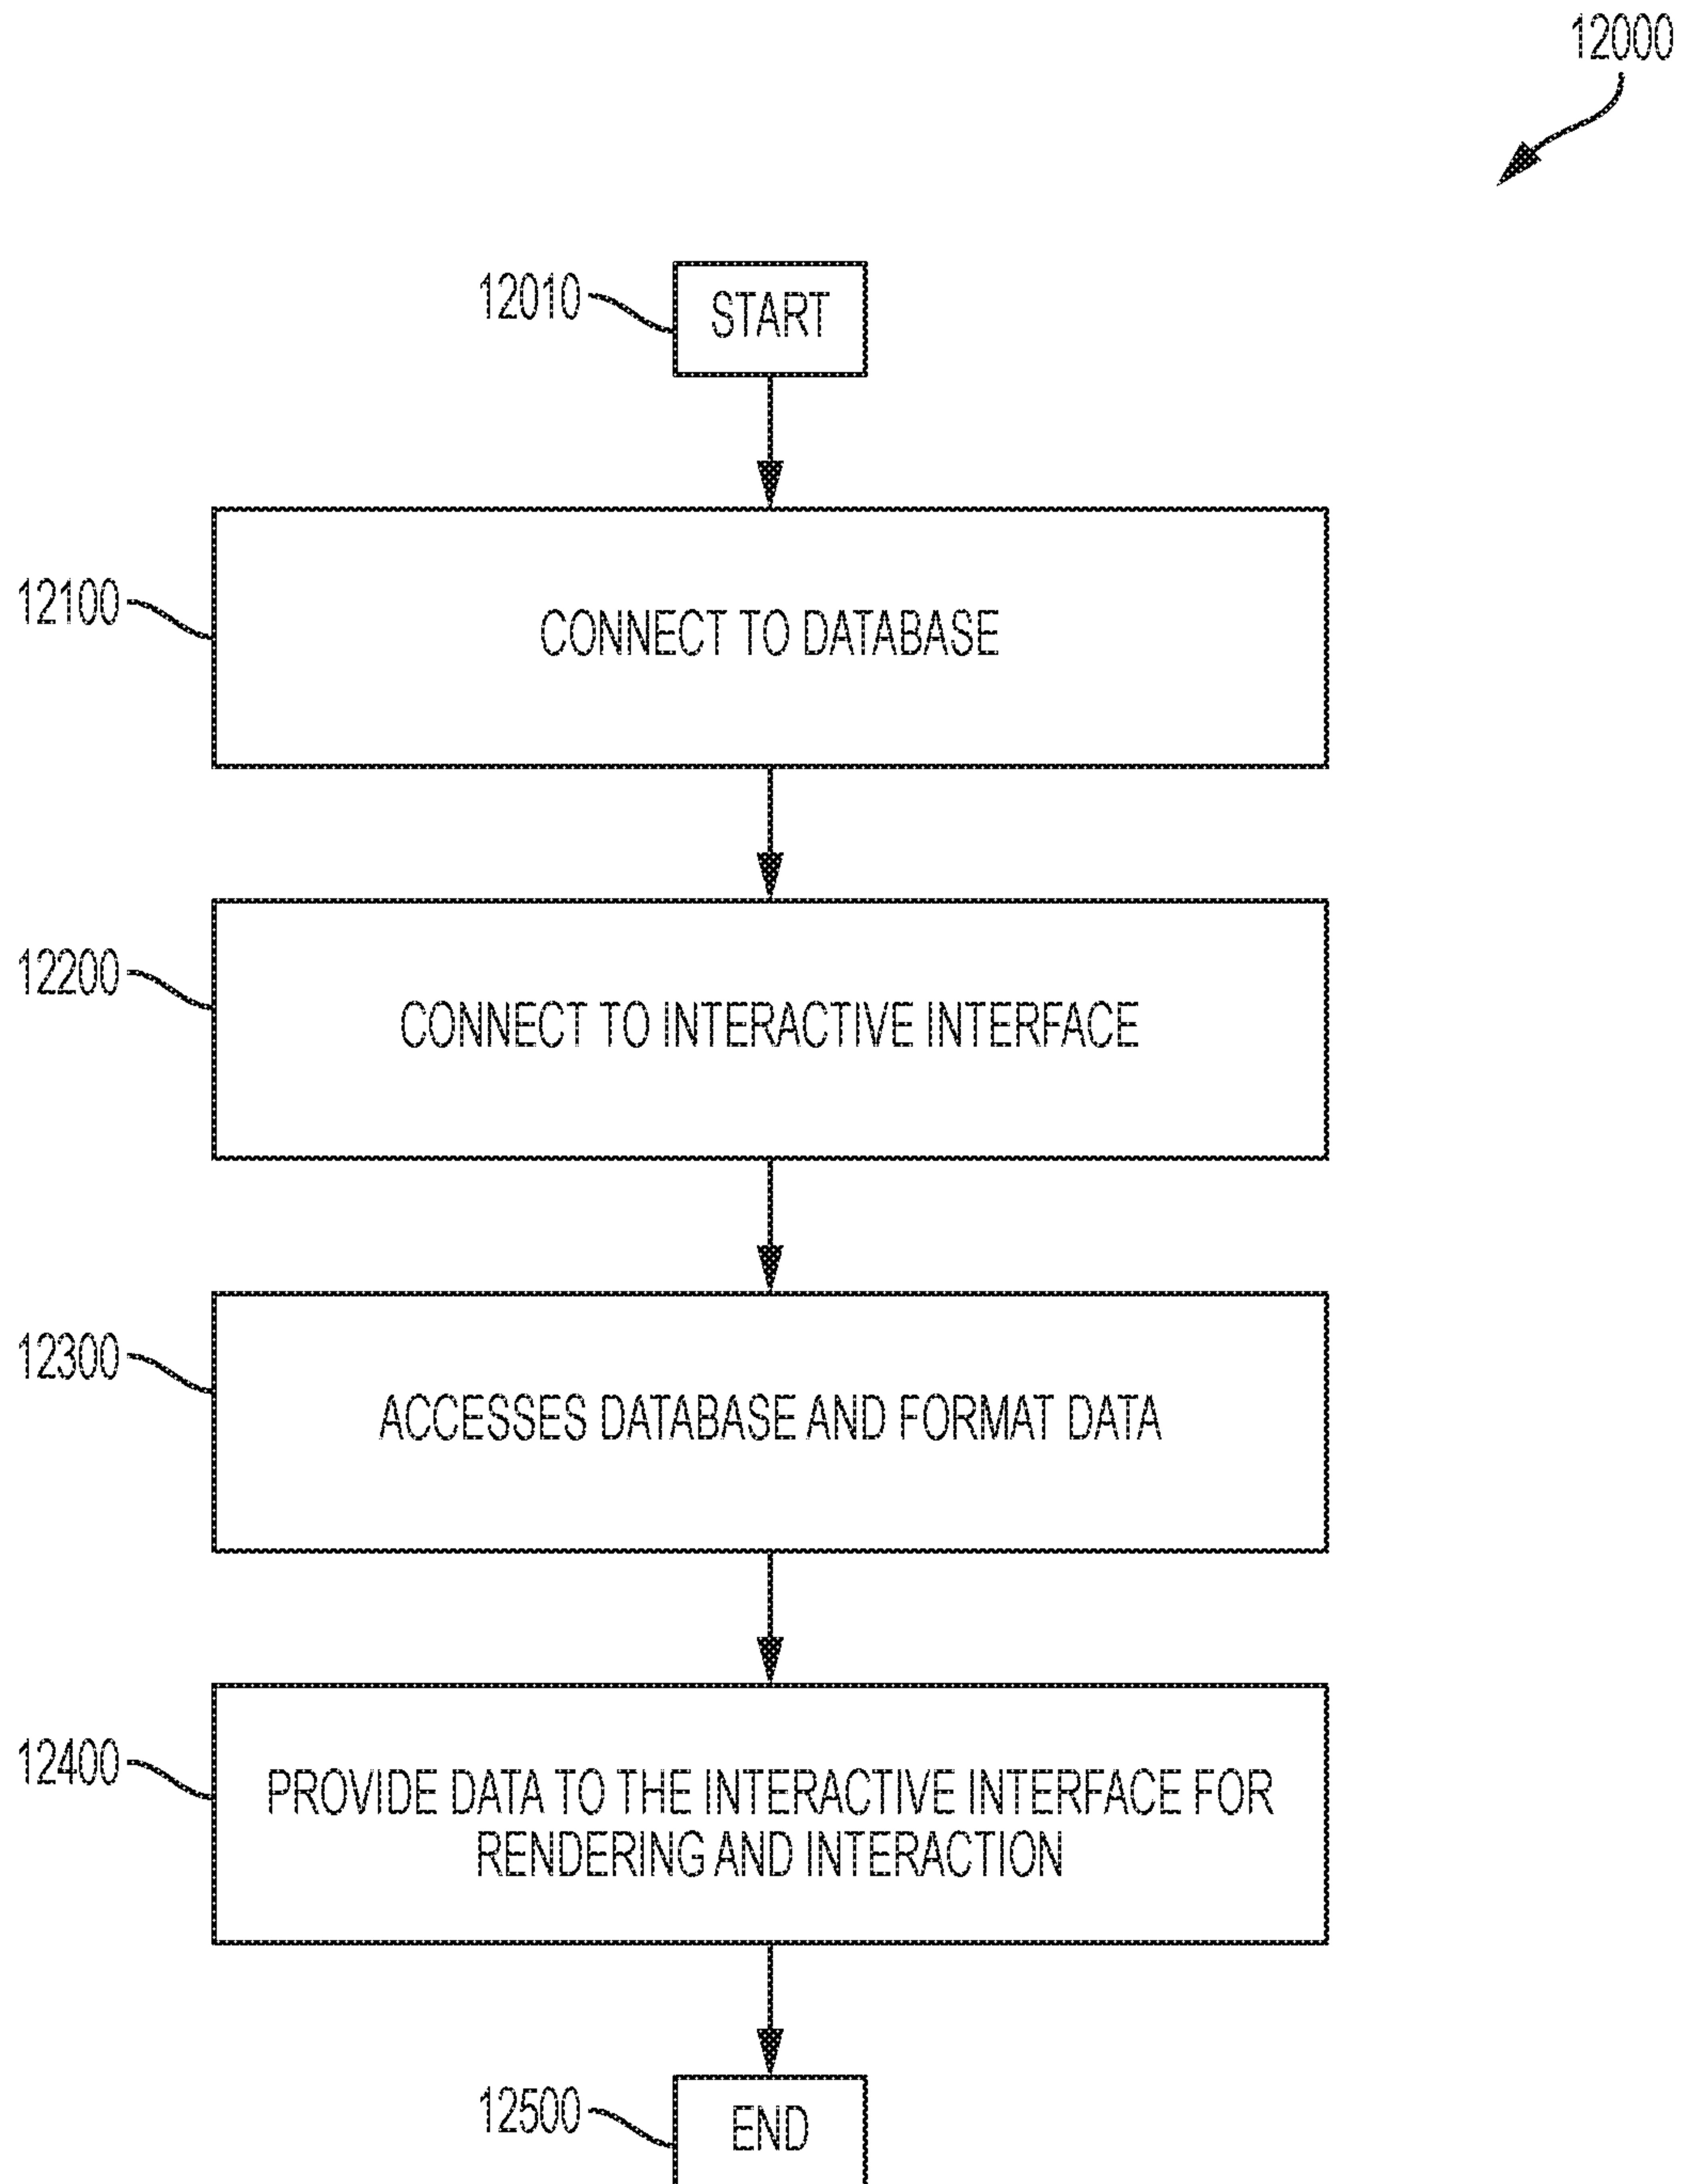 12000
12010
START
12100
CONNECT TO DATABASE
12200
CONNECT TO INTERACTIVE INTERFACE
12300
ACCESSES DATABASE AND FORMAT DATA
12400
PROVIDE DATA TO THE INTERACTIVE INTERFACE FOR
RENDERING AND INTERACTION
12500
END